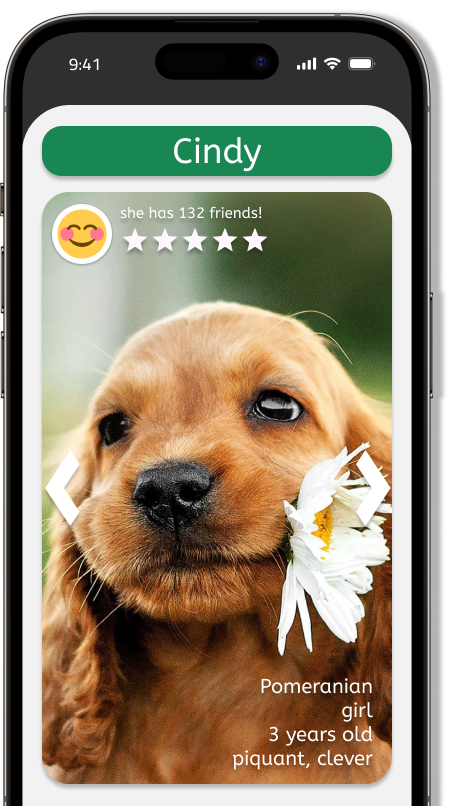 9:41
Cindy
she has 132 friends!
Pomeranian
girl
3 years old
piquant, clever